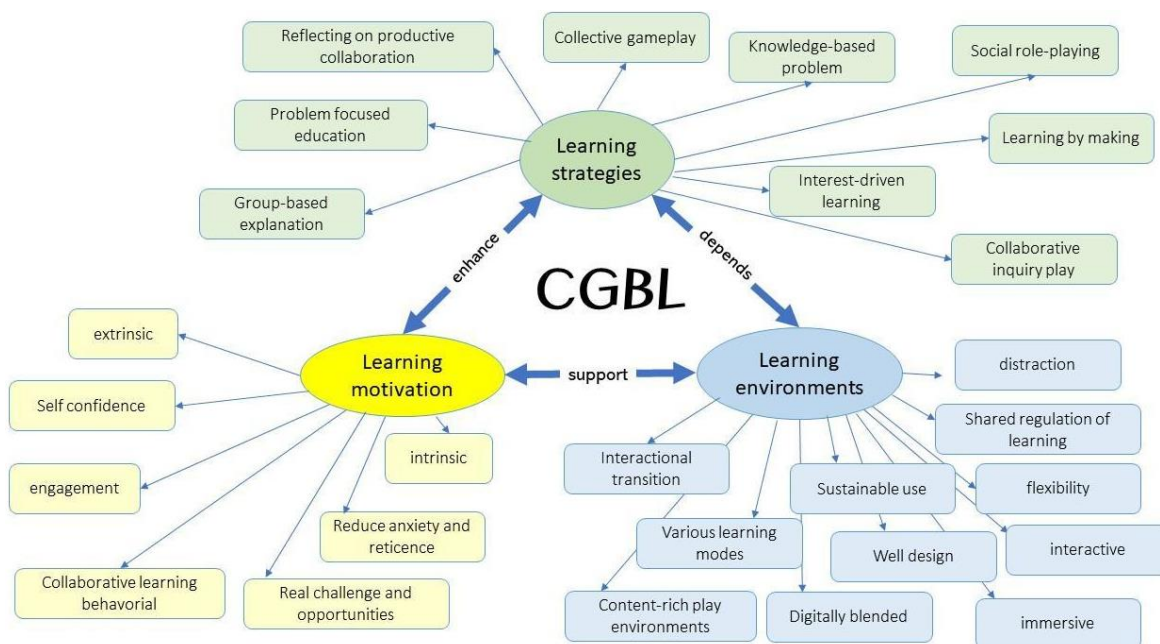 Reflecting on productive
collaboration
Collective gameplay
Knowledge-based
problem
Social role-playing
Problem focused
education
Learning
strategies
Learning by making
Group-based
explanation
Interest-driven
learning
Collaborative
inquiry play
enhance
depends
CGBL
extrinsic
Learning
motivation
support
Learning
environments
distraction
Self confidence
Shared regulation of
learning
engagement
intrinsic
Interactional
transition
Sustainable use
flexibility
Reduce anxiety and
reticence
Various learning
modes
Well design
interactive
Collaborative learning
behavorial
Real challenge and
opportunities
Content-rich play
environments
Digitally blended
immersive